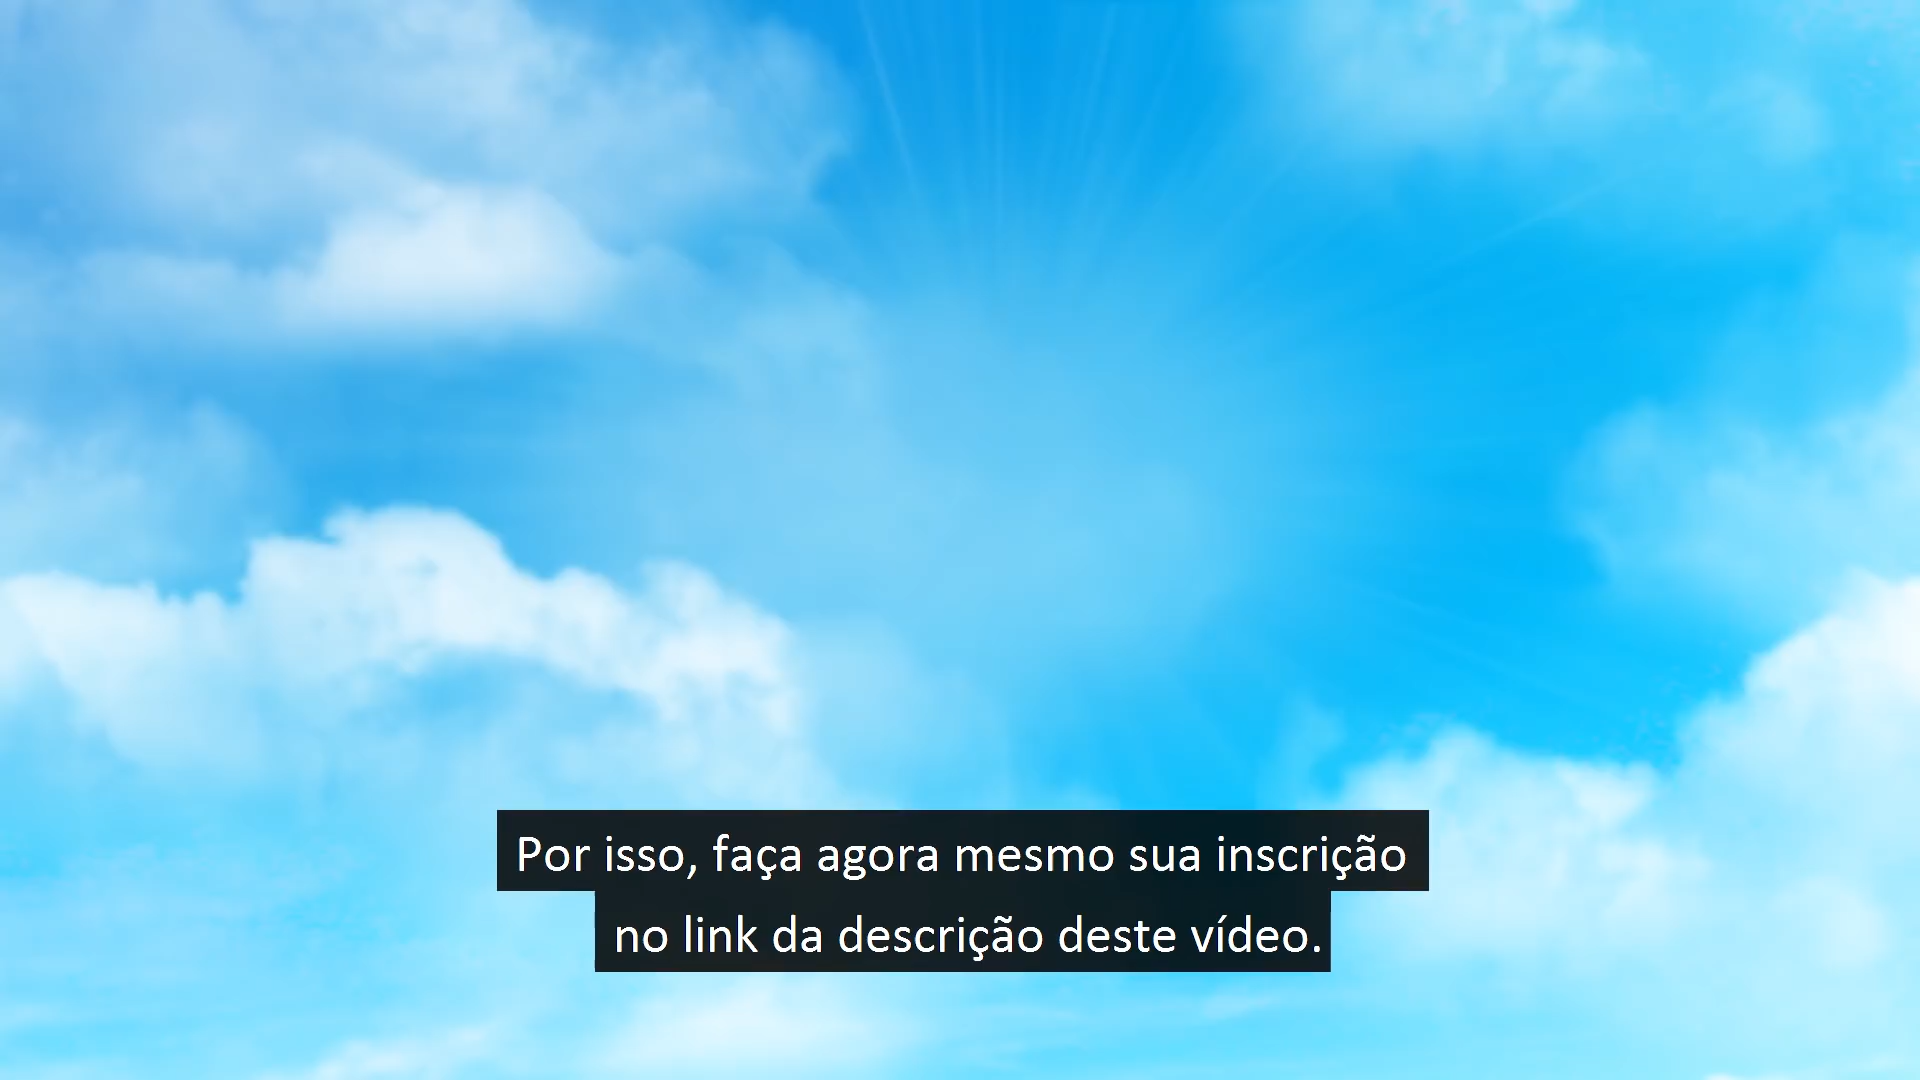 Por isso, faça agora mesmo sua inscrição
no link da descrição deste vídeo.